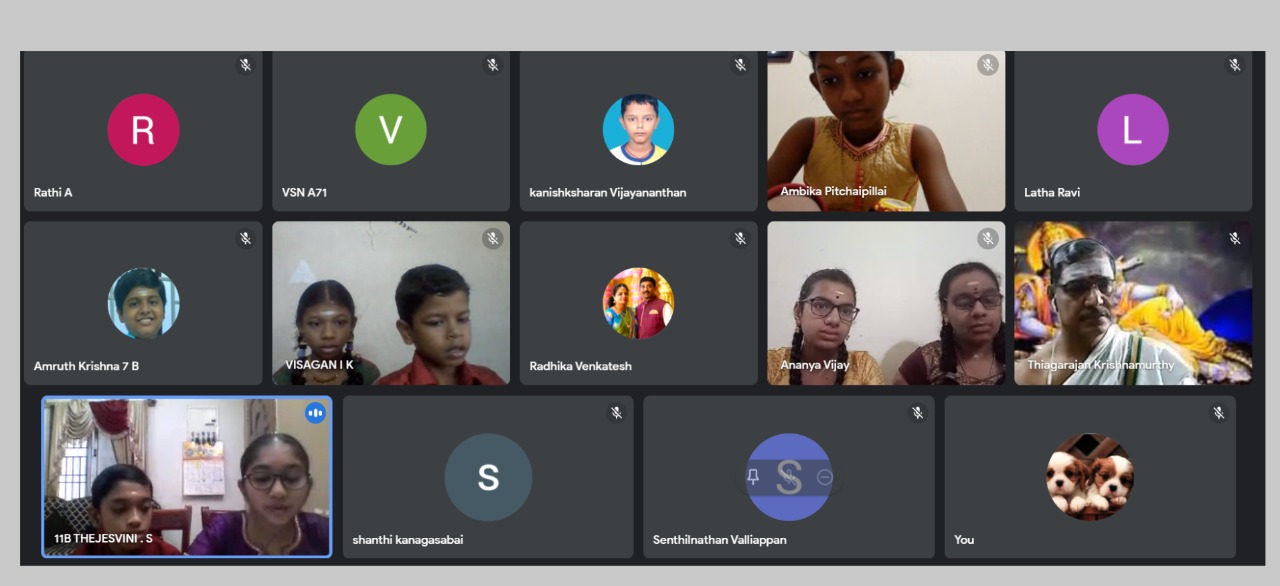 R
Rathi A
V
VSN A71
kanishksharan Vijayananthan
Ambika Pitchaipillai
L
Latha Ravi
Amruth Krishna 7 B
VISAGAN I K
Radhika Venkatesh
Ananya Vijay
Thiagarajan Krishnamurthy
11B THEJESVINI . S
S
shanthi kanagasabai
S
Senthilnathan Valliappan
You